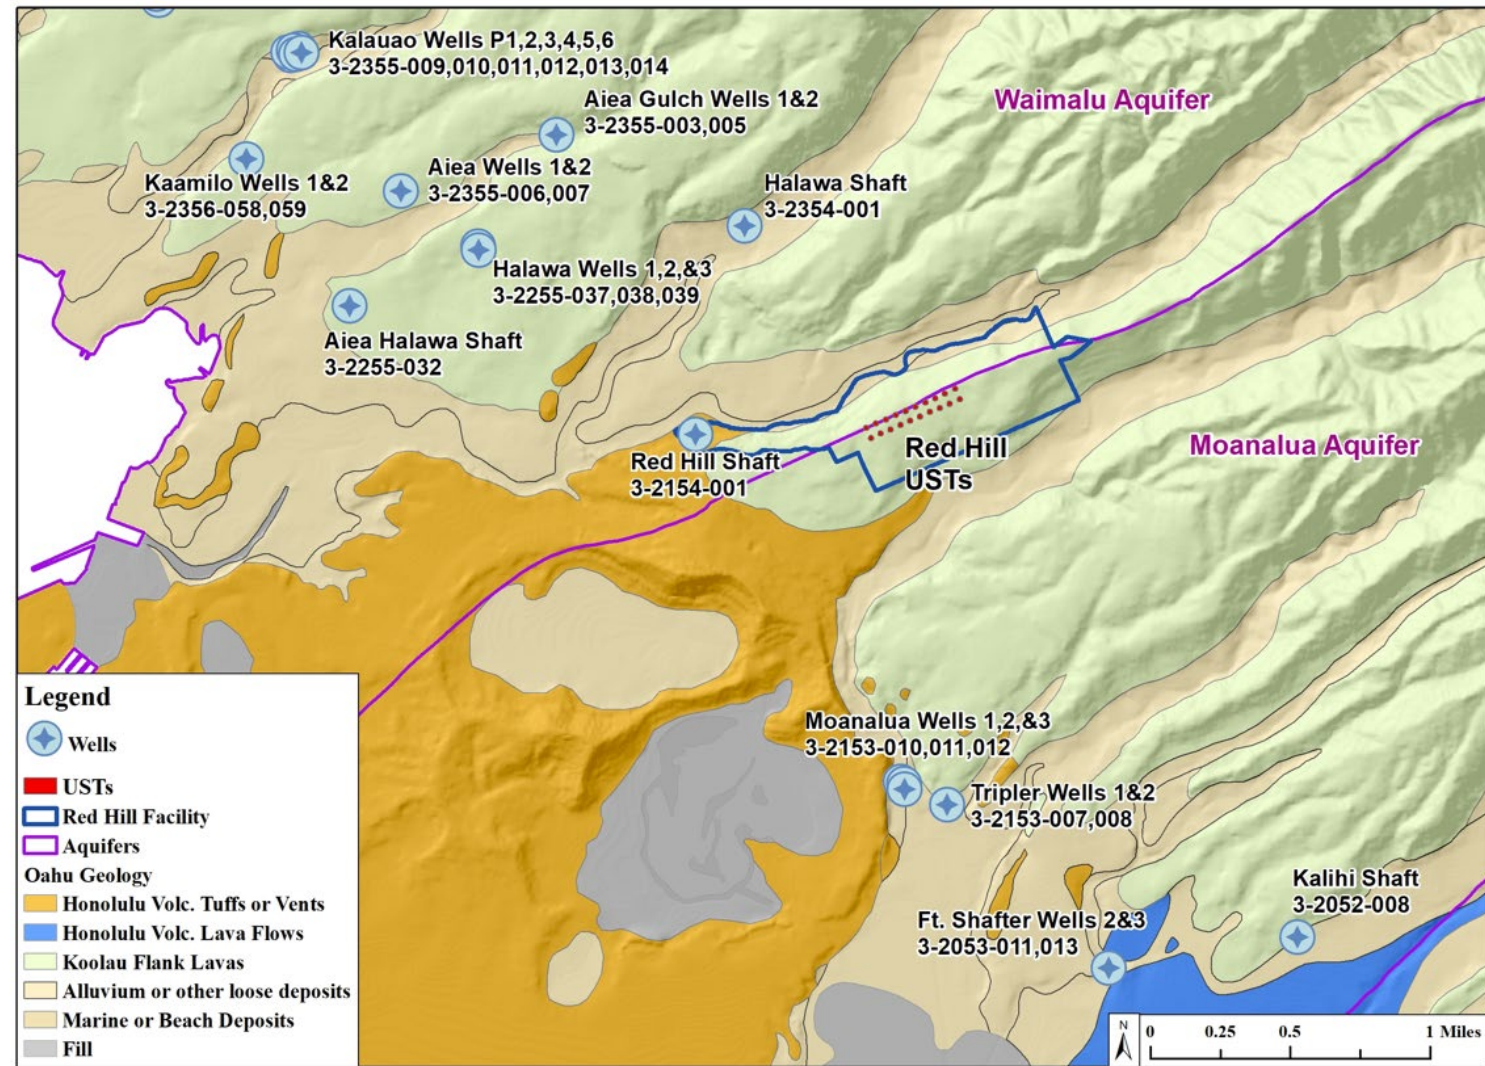 Kalauao Wells P1,2,3,4,5,6
3-2355-009,010,011,012,013,014
Waimalu Aquifer
Aiea Gulch Wells 1&2
3-2355-003,005
Aiea Wells 1&2
3-2355-006,007
Kaamilo Wells 1&2
3-2356-058,059
Halawa Shaft
3-2354-001
Halawa Wells 1,2,&3
3-2255-037,038,039
Aiea Halawa Shaft
3-2255-032
Red Hill
USTs
Moanalua Aquifer
Red Hill Shaft
3-2154-001
Moanalua Wells 1,2,&3
3-2153-010,011,012
Tripler Wells 1&2
3-2153-007,008
Kalihi Shaft
3-2052-008
Ft. Shafter Wells 2&3
3-2053-011,013
Legend
Wells
USTs
Red Hill Facility
Aquifers
Oahu Geology
Honolulu Volc. Tuffs or Vents
Honolulu Volc. Lava Flows
Koolau Flank Lavas
Alluvium or other loose deposits
Marine or Beach Deposits
Fill
N
0 0.25 0.5 1 Miles